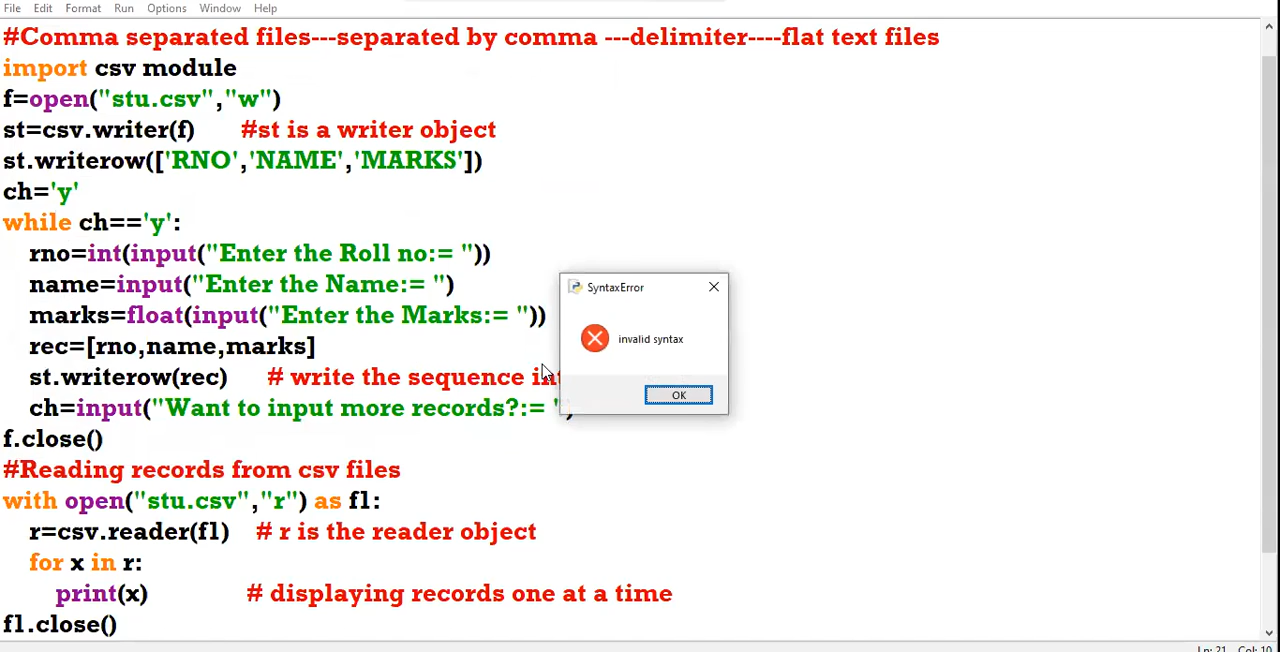 File Edit Format Run Options Window Help
#Comma separated files---separated by comma ---delimiter----flat text files
import csv module
f=open("stu.csv","w")
st=csv.writer(f) #st is a writer object
st.writerow(['RNO','NAME','MARKS'])
ch='y'
while ch=='y':
rno=int(input("Enter the Roll no:= "))
name=input("Enter the Name:= ")
marks=float(input("Enter the Marks:= "))
rec=[rno,name,marks]
st.writerow(rec) # write the sequence
ch=input("Want to input more records?:= ")
f.close()
#Reading records from csv files
with open("stu.csv","r") as f1:
r=csv.reader(f1) # r is the reader object
for x in r:
print(x) # displaying records one at a time
f1.close()
SyntaxError
invalid syntax
OK
Ln: 21 Col: 10